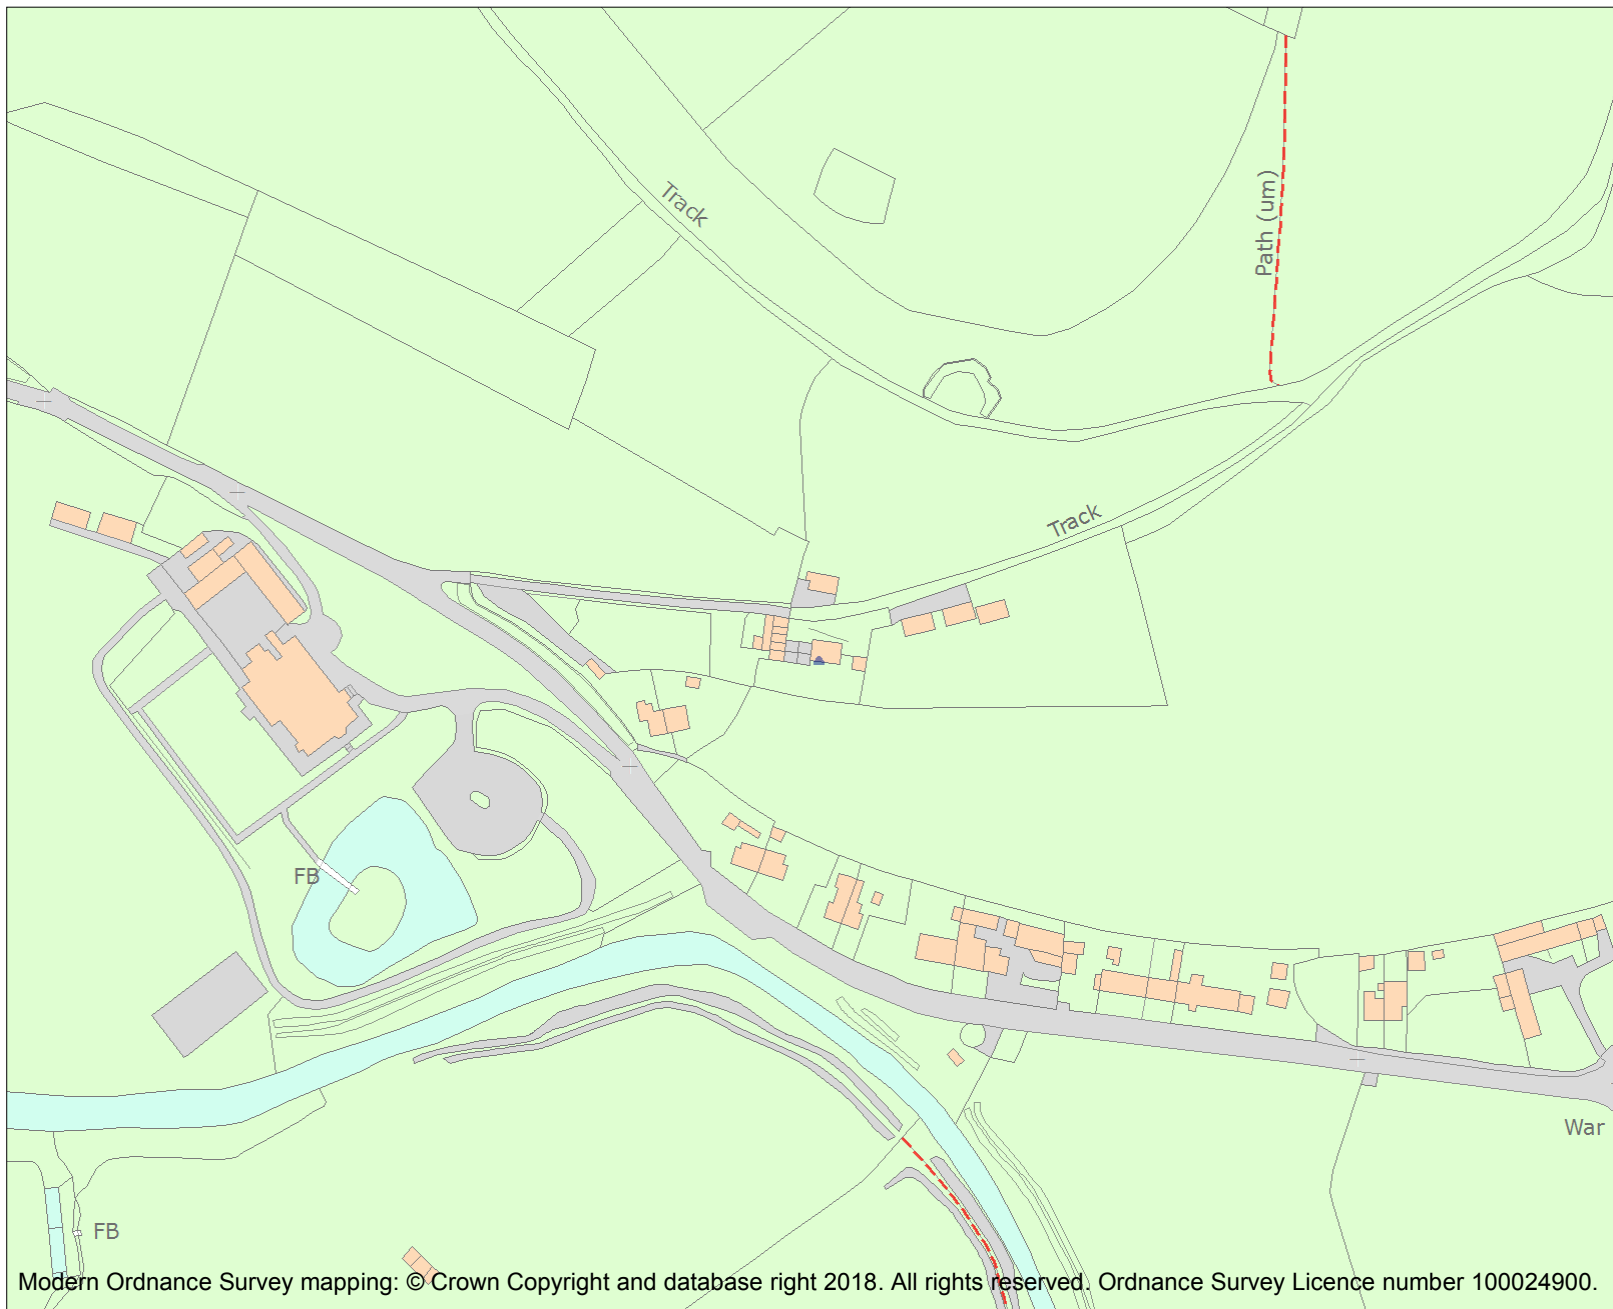 Track
Path (um)
Track
FB
War
FB
Modern Ordnance Survey mapping: © Crown Copyright and database right 2018. All rights reserved. Ordnance Survey Licence number 100024900.